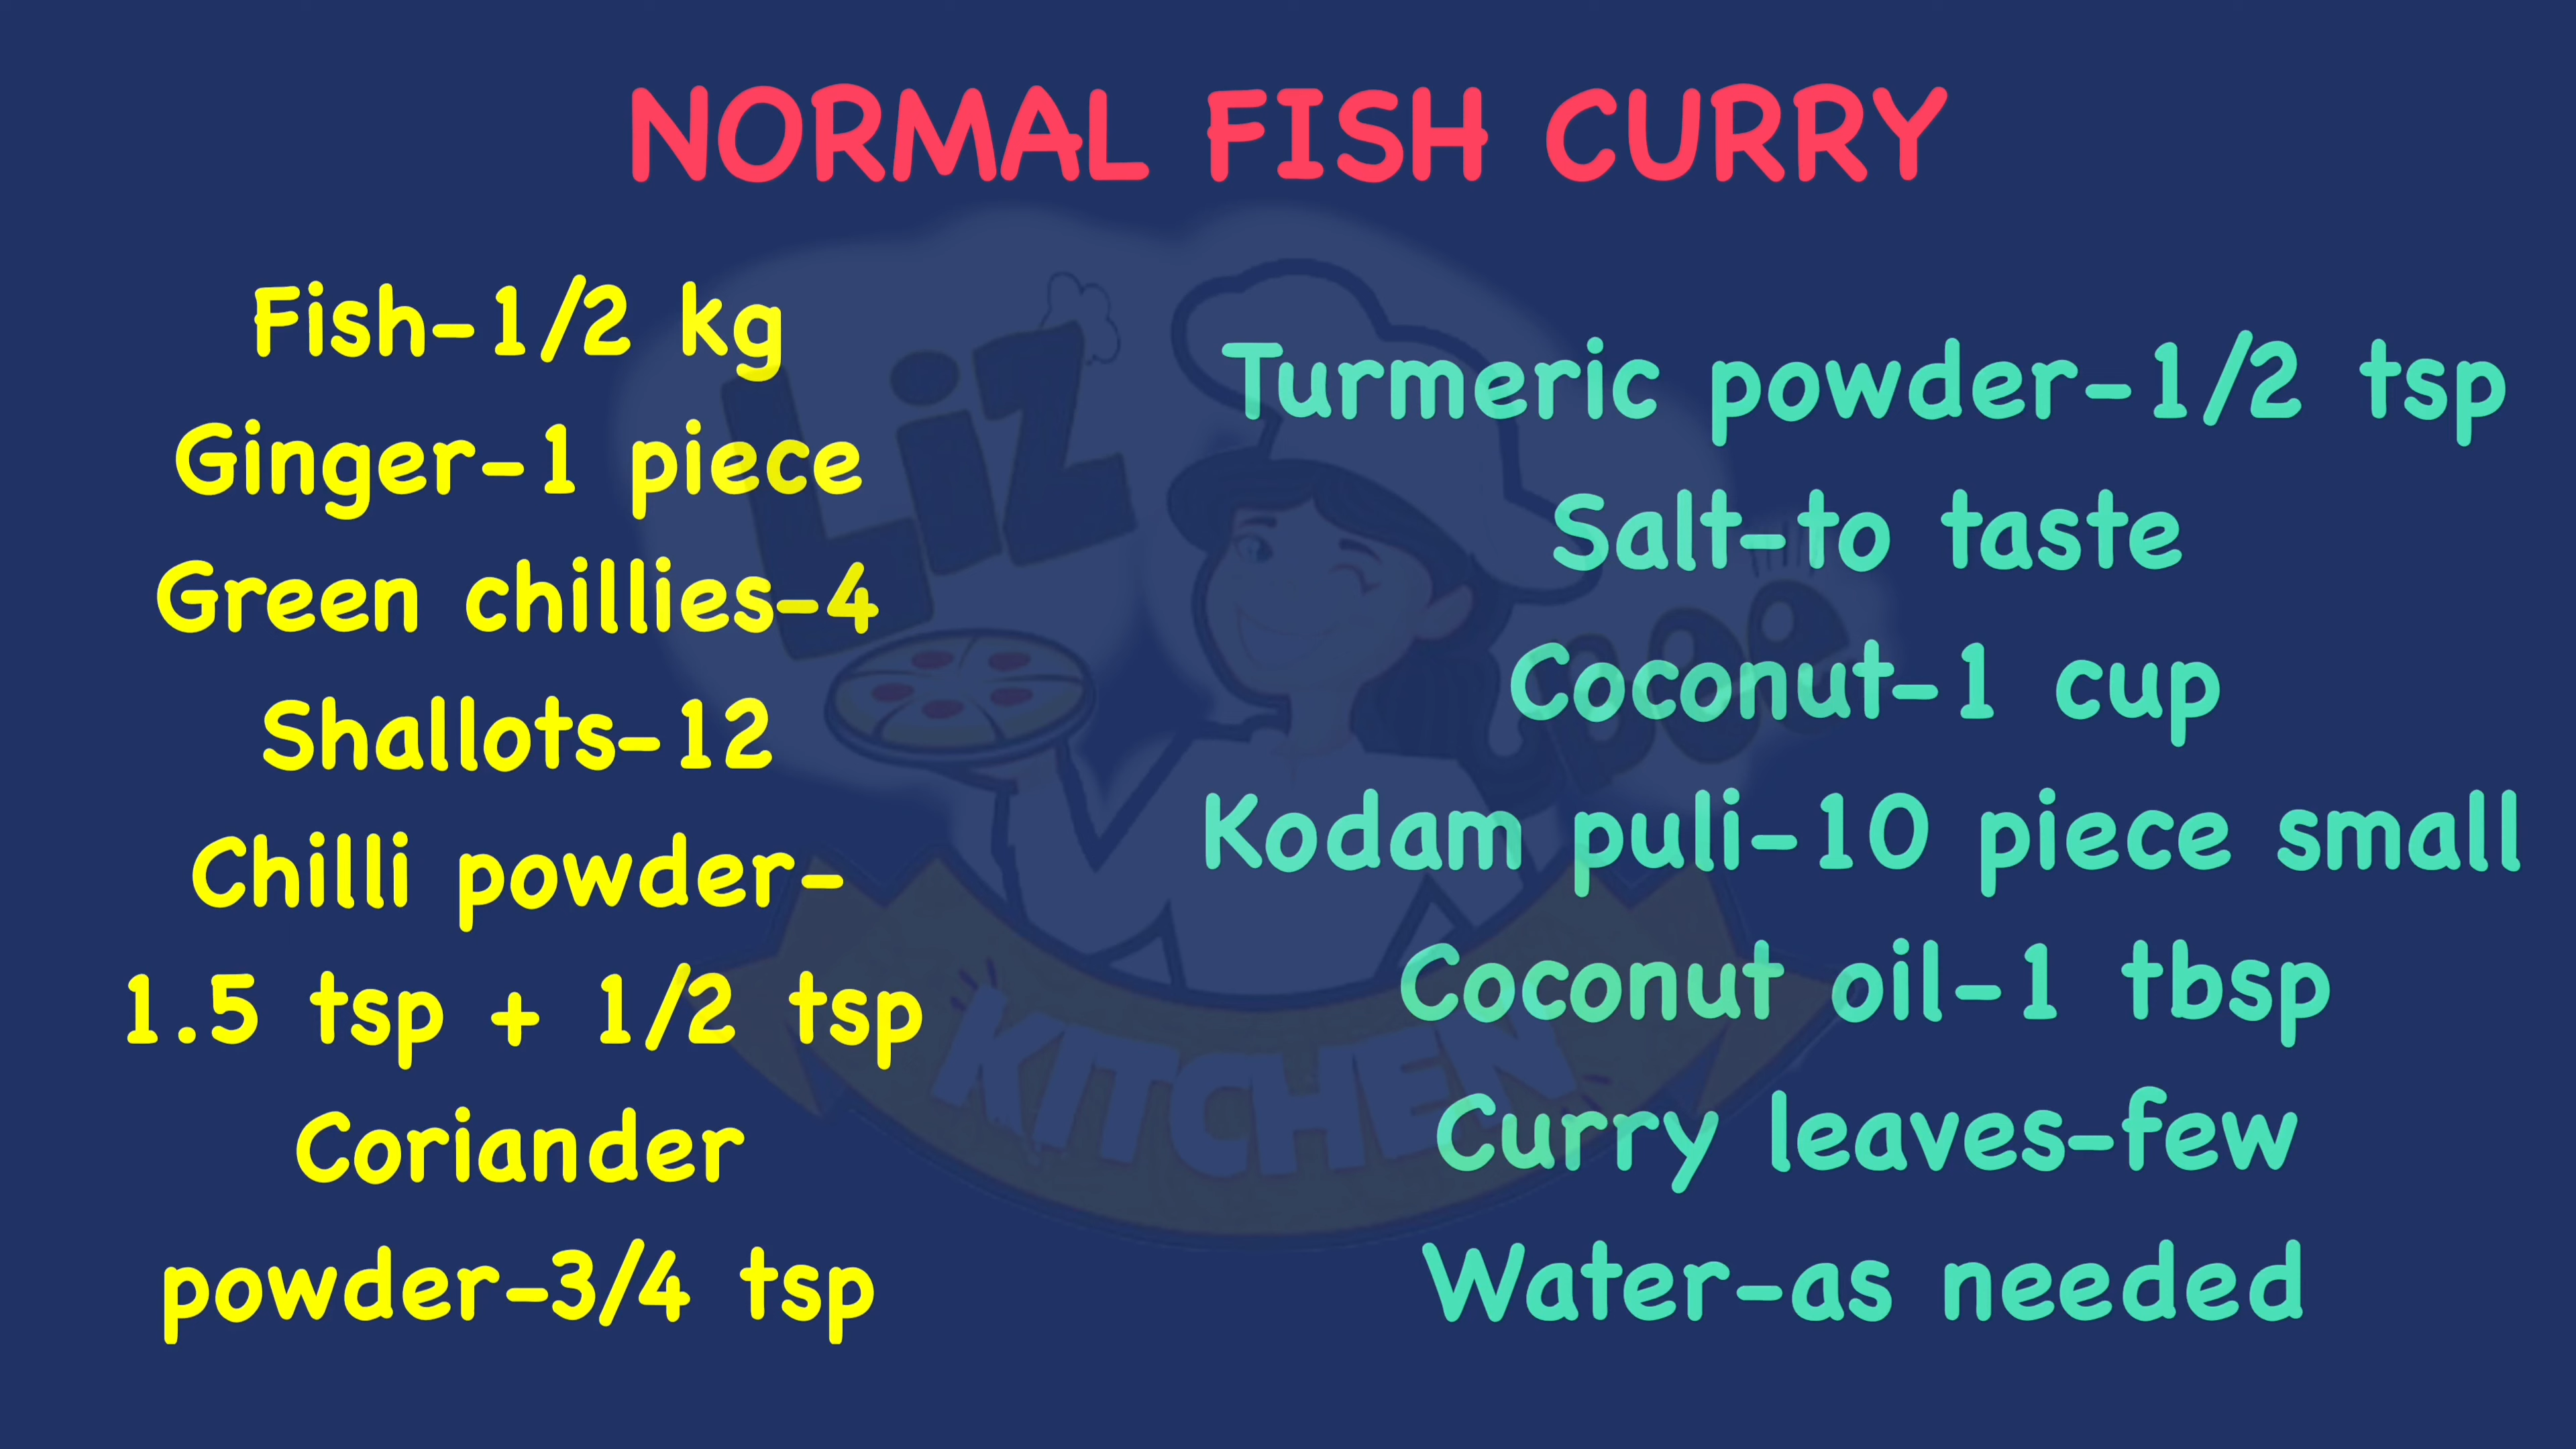 NORMAL FISH CURRY
Fish-1/2 kg
Ginger-1 piece
Green chillies-4
Shallots-12
Chilli powder-
1.5 tsp + 1/2 tsp
Coriander
powder-3/4 tsp
Turmeric powder-1/2 tsp
Salt-to taste
Coconut-1 cup
Kodam puli-10 piece small
Coconut oil-1 tbsp
Curry leaves-few
Water-as needed
LiZ
KITCHEN